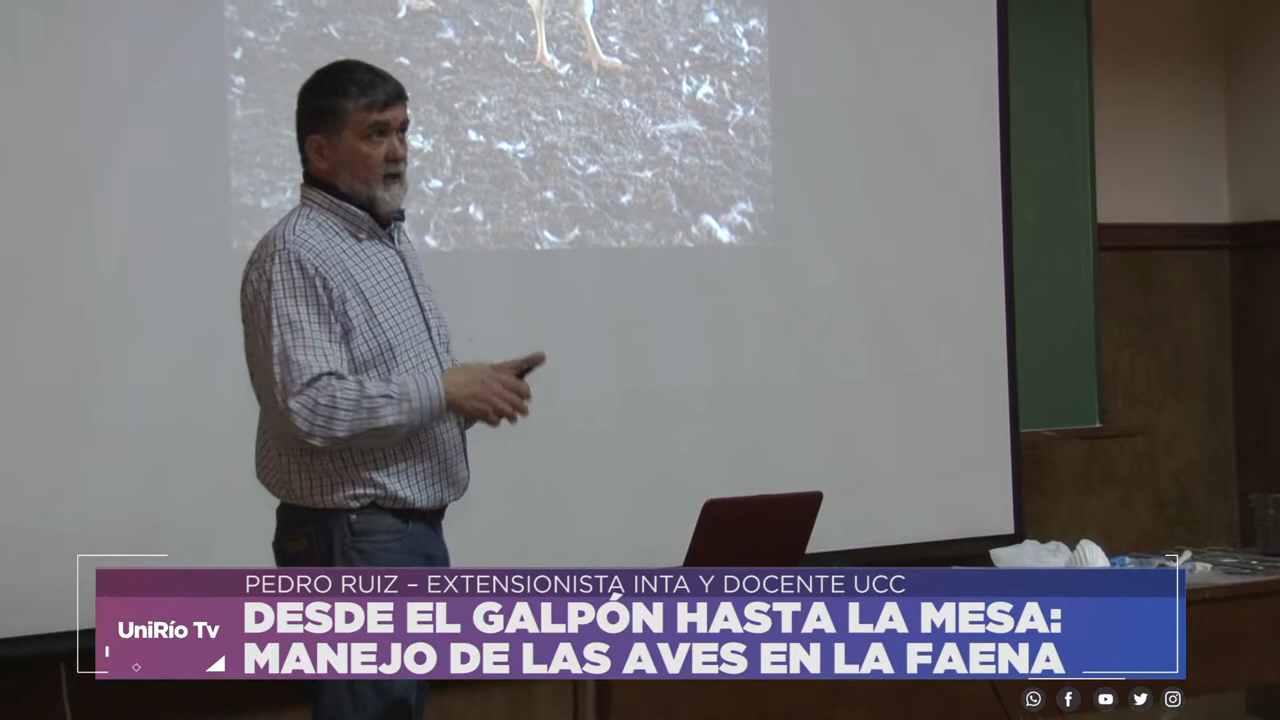 PEDRO RUIZ – EXTENSIONISTA INTA Y DOCENTE UCC
UniRío Tv
DESDE EL GALPÓN HASTA LA MESA:
MANEJO DE LAS AVES EN LA FAENA